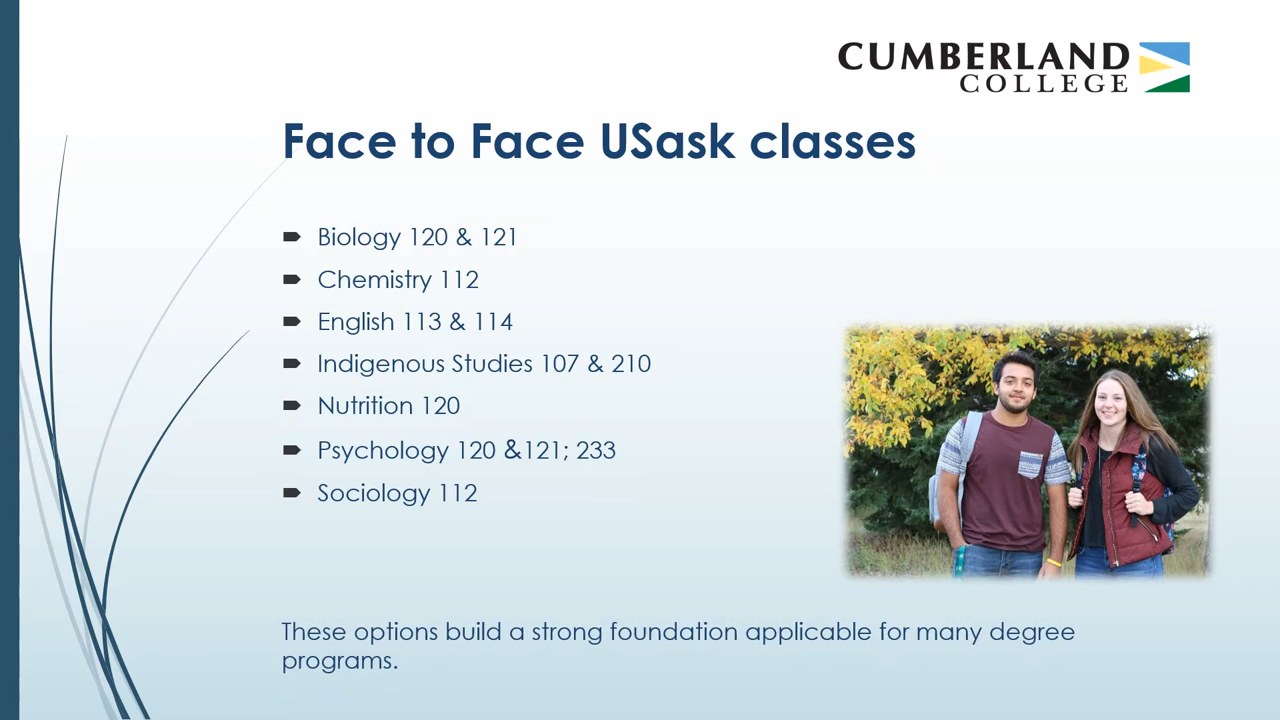 CUMBERLAND
COLLEGE
Face to Face USask classes
Biology 120 & 121
Chemistry 112
English 113 & 114
Indigenous Studies 107 & 210
Nutrition 120
Psychology 120 &121; 233
Sociology 112
These options build a strong foundation applicable for many degree
programs.